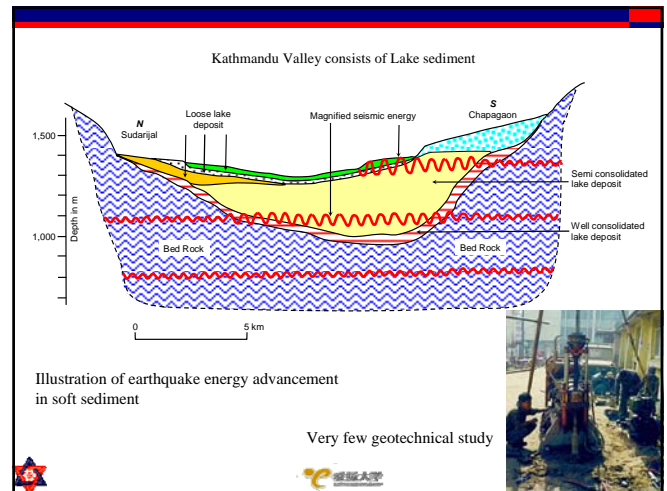 Kathmandu Valley consists of Lake sediment
N
Sudarijal
Loose lake
deposit
Magnified seismic energy
S
Chapagaon
1,500
1,000
Depth in m
Semi consolidated
lake deposit
Well consolidated
lake deposit
Bed Rock
Bed Rock
0
5 km
Illustration of earthquake energy advancement
in soft sediment
Very few geotechnical study